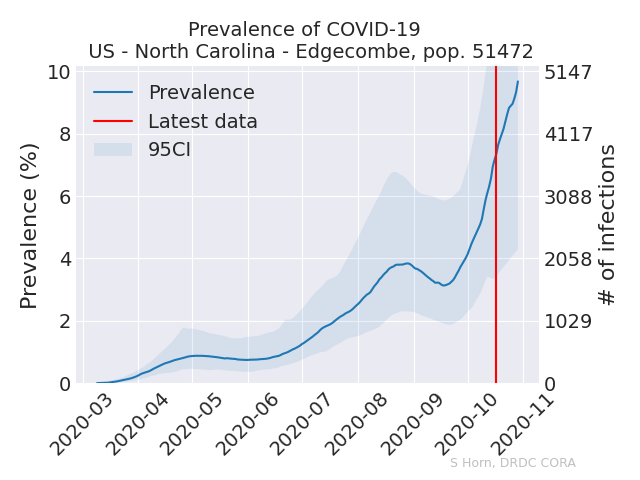 Prevalence of COVID-19
US - North Carolina - Edgecombe, pop. 51472
Prevalence
Latest data
95CI
Prevalence (%)
10
8
6
4
2
0
5147
4117
3088
2058
1029
0
# of infections
2020-03
2020-04
2020-05
2020-06
2020-07
2020-08
2020-09
2020-10
2020-11
S Horn, DRDC CORA